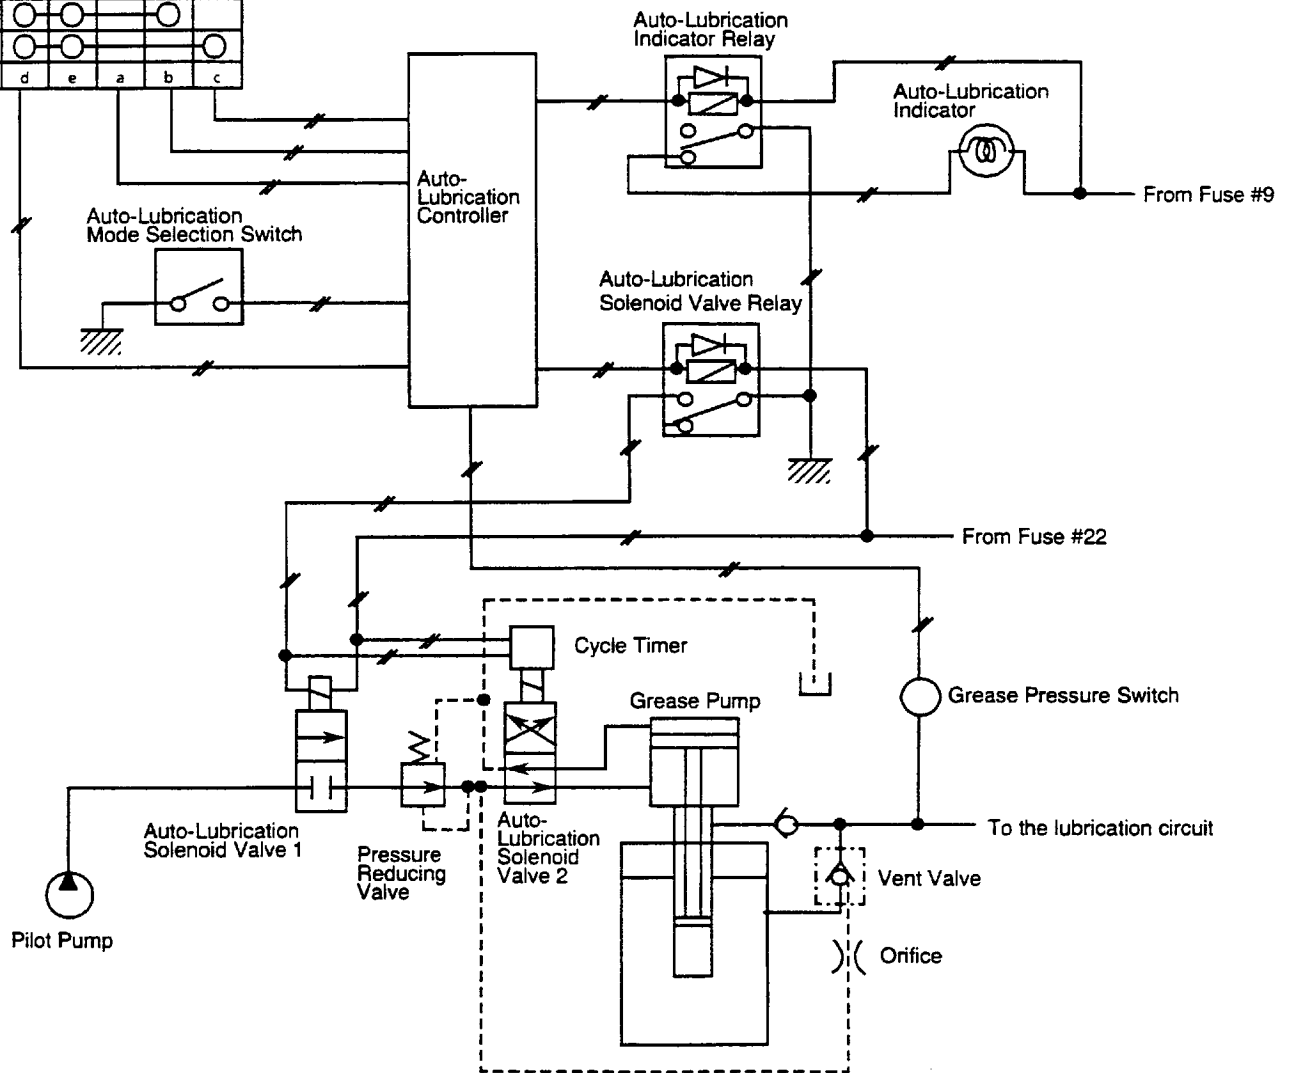 d e a b c
Auto-Lubrication
Indicator Relay
Auto-Lubrication
Indicator
From Fuse #9
Auto-
Lubrication
Controller
Auto-Lubrication
Mode Selection Switch
Auto-Lubrication
Solenoid Valve Relay
From Fuse #22
Cycle Timer
Grease Pump
Grease Pressure Switch
Auto-Lubrication
Solenoid Valve 1
Pressure
Reducing
Valve
Auto-
Lubrication
Solenoid
Valve 2
To the lubrication circuit
Vent Valve
Pilot Pump
Orifice